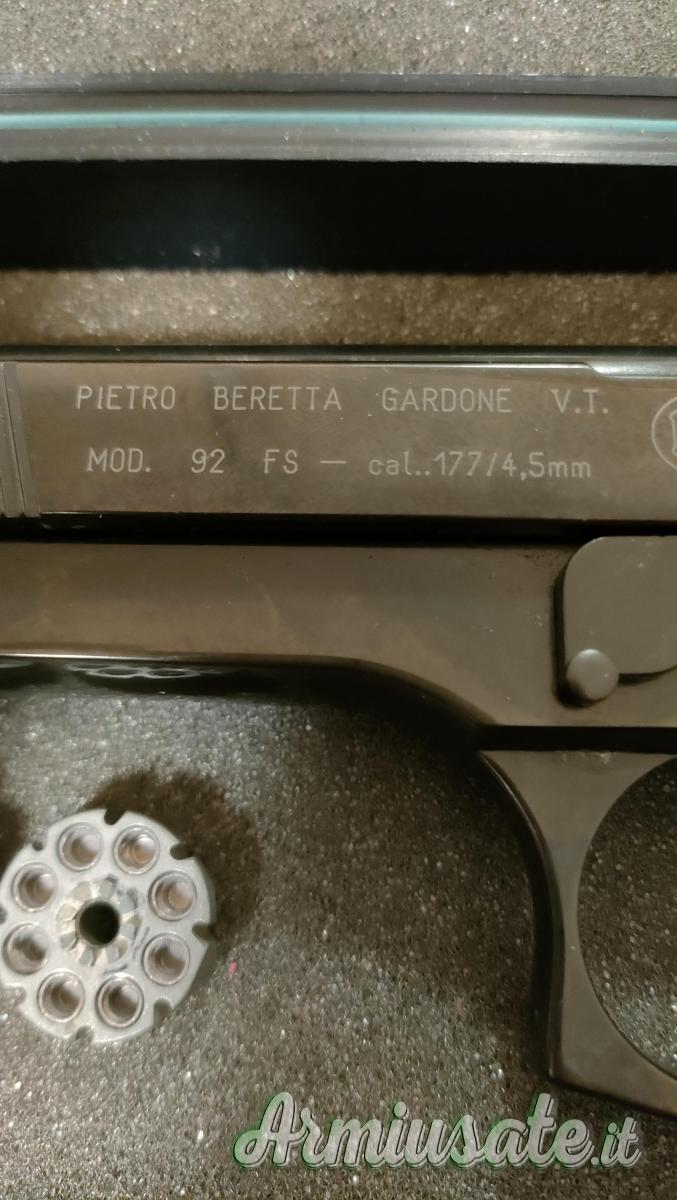 PIETRO BERETTA GARDONE V.T.
MOD. 92 FS — cal..177/4,5mm
Armiusate.it